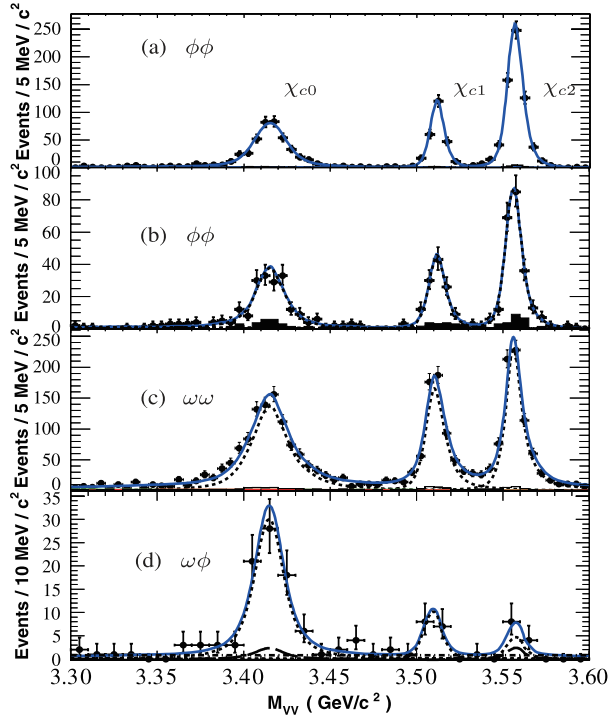 Events / 5 MeV / c²
250
200
150
100
50
0
(a) ϕϕ
χc0
χc1
χc2
Events / 5 MeV / c²
100
80
60
40
20
0
(b) ϕϕ
Events / 5 MeV / c²
250
200
150
100
50
0
(c) ωω
Events / 10 MeV / c²
35
30
25
20
15
10
5
0
(d) ωϕ
3.30 3.35 3.40 3.45 3.50 3.55 3.60
M_VV ( GeV/c² )